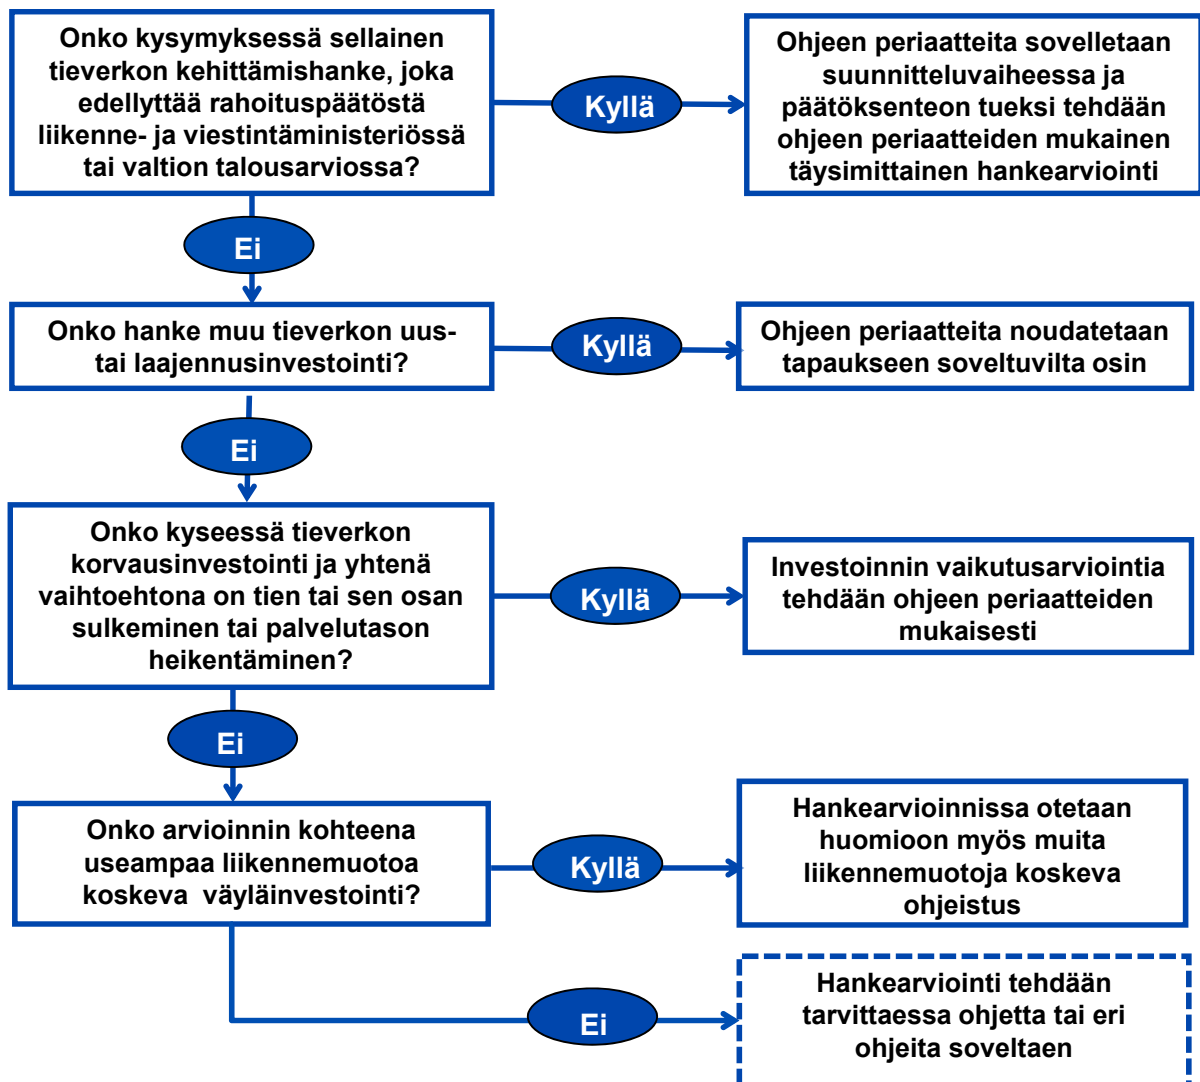 Onko kysymyksessä sellainen
tieverkon kehittämishanke, joka
edellyttää rahoituspäätöstä
liikenne- ja viestintäministeriössä
tai valtion talousarviossa?
Kyllä
Ohjeen periaatteita sovelletaan
suunnitteluvaiheessa ja
päätöksenteon tueksi tehdään
ohjeen periaatteiden mukainen
täysimittainen hankearviointi
Ei
Onko hanke muu tieverkon uus-
tai laajennusinvestointi?
Kyllä
Ohjeen periaatteita noudatetaan
tapaukseen soveltuvilta osin
Ei
Onko kyseessä tieverkon
korvausinvestointi ja yhtenä
vaihtoehtona on tien tai sen osan
sulkeminen tai palvelutason
heikentäminen?
Kyllä
Investoinnin vaikutusarviointia
tehdään ohjeen periaatteiden
mukaisesti
Ei
Onko arvioinnin kohteena
useampaa liikennemuotoa
koskeva väyläinvestointi?
Kyllä
Hankearvioinnissa otetaan
huomioon myös muita
liikennemuotoja koskeva
ohjeistus
Ei
Hankearviointi tehdään
tarvittaessa ohjetta tai eri
ohjeita soveltaen